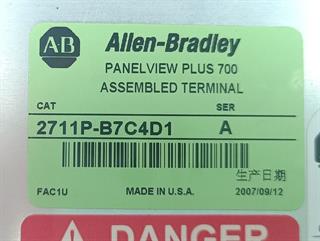 AB Allen-Bradley
PANELVIEW PLUS 700
ASSEMBLED TERMINAL
CAT SER
2711P-B7C4D1 A
生产日期
FAC1U MADE IN U.S.A. 2007/09/12
DANGER